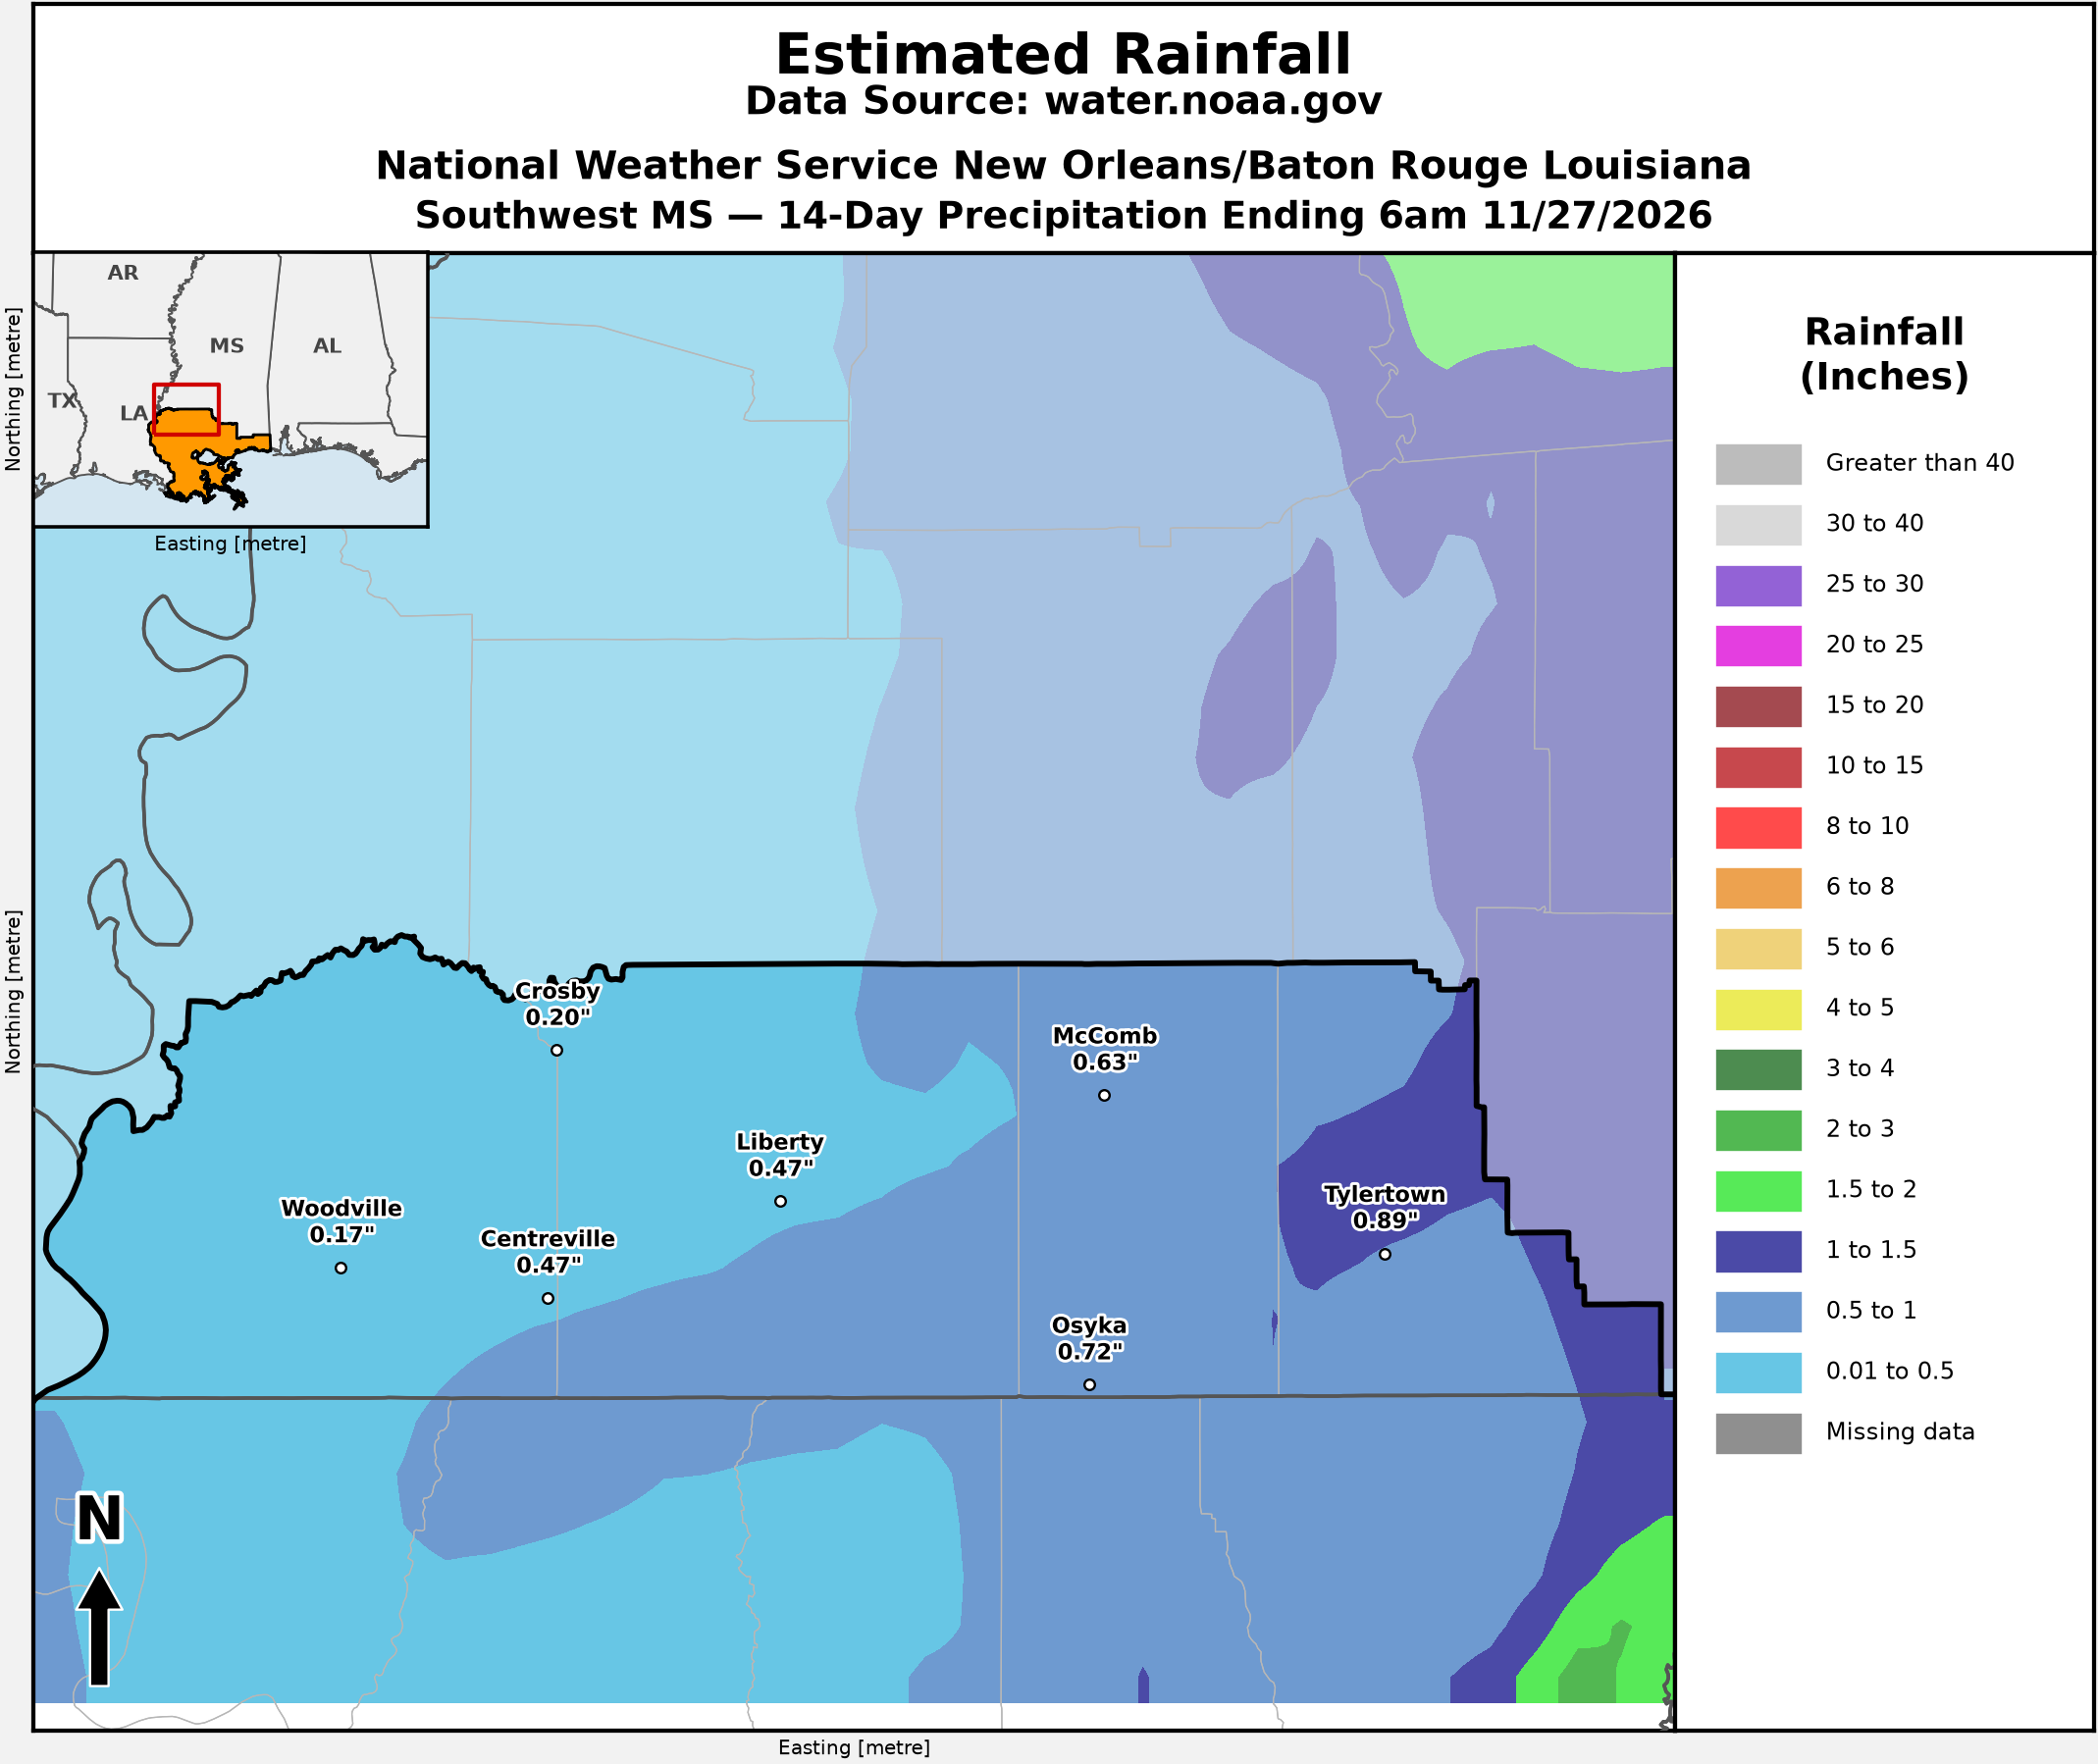 Estimated Rainfall
Data Source: water.noaa.gov
National Weather Service New Orleans/Baton Rouge Louisiana
Southwest MS — 14-Day Precipitation Ending 6am 11/27/2026
Northing [metre]
AR
MS
AL
TX
LA
Easting [metre]
Northing [metre]
Crosby
0.20"
McComb
0.63"
Liberty
0.47"
Woodville
0.17"
Centreville
0.47"
Tylertown
0.89"
Osyka
0.72"
N
Easting [metre]
Rainfall
(Inches)
Greater than 40
30 to 40
25 to 30
20 to 25
15 to 20
10 to 15
8 to 10
6 to 8
5 to 6
4 to 5
3 to 4
2 to 3
1.5 to 2
1 to 1.5
0.5 to 1
0.01 to 0.5
Missing data